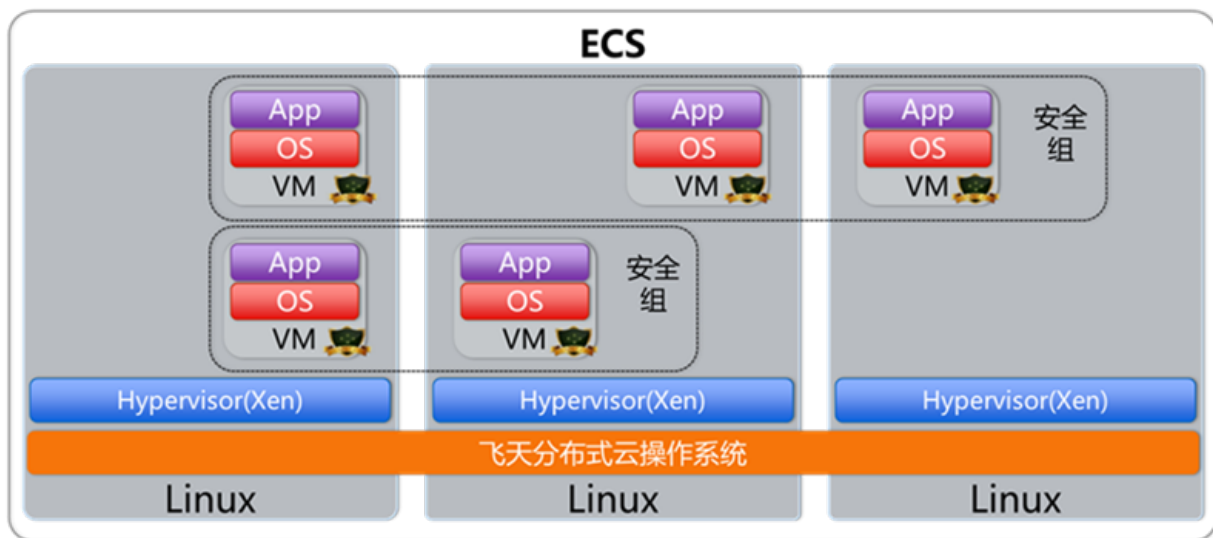 ECS
App
OS
VM
App
OS
VM
App
OS
VM
安全
组
App
OS
VM
App
OS
VM
安全
组
Hypervisor(Xen)
Hypervisor(Xen)
Hypervisor(Xen)
飞天分布式云操作系统
Linux
Linux
Linux